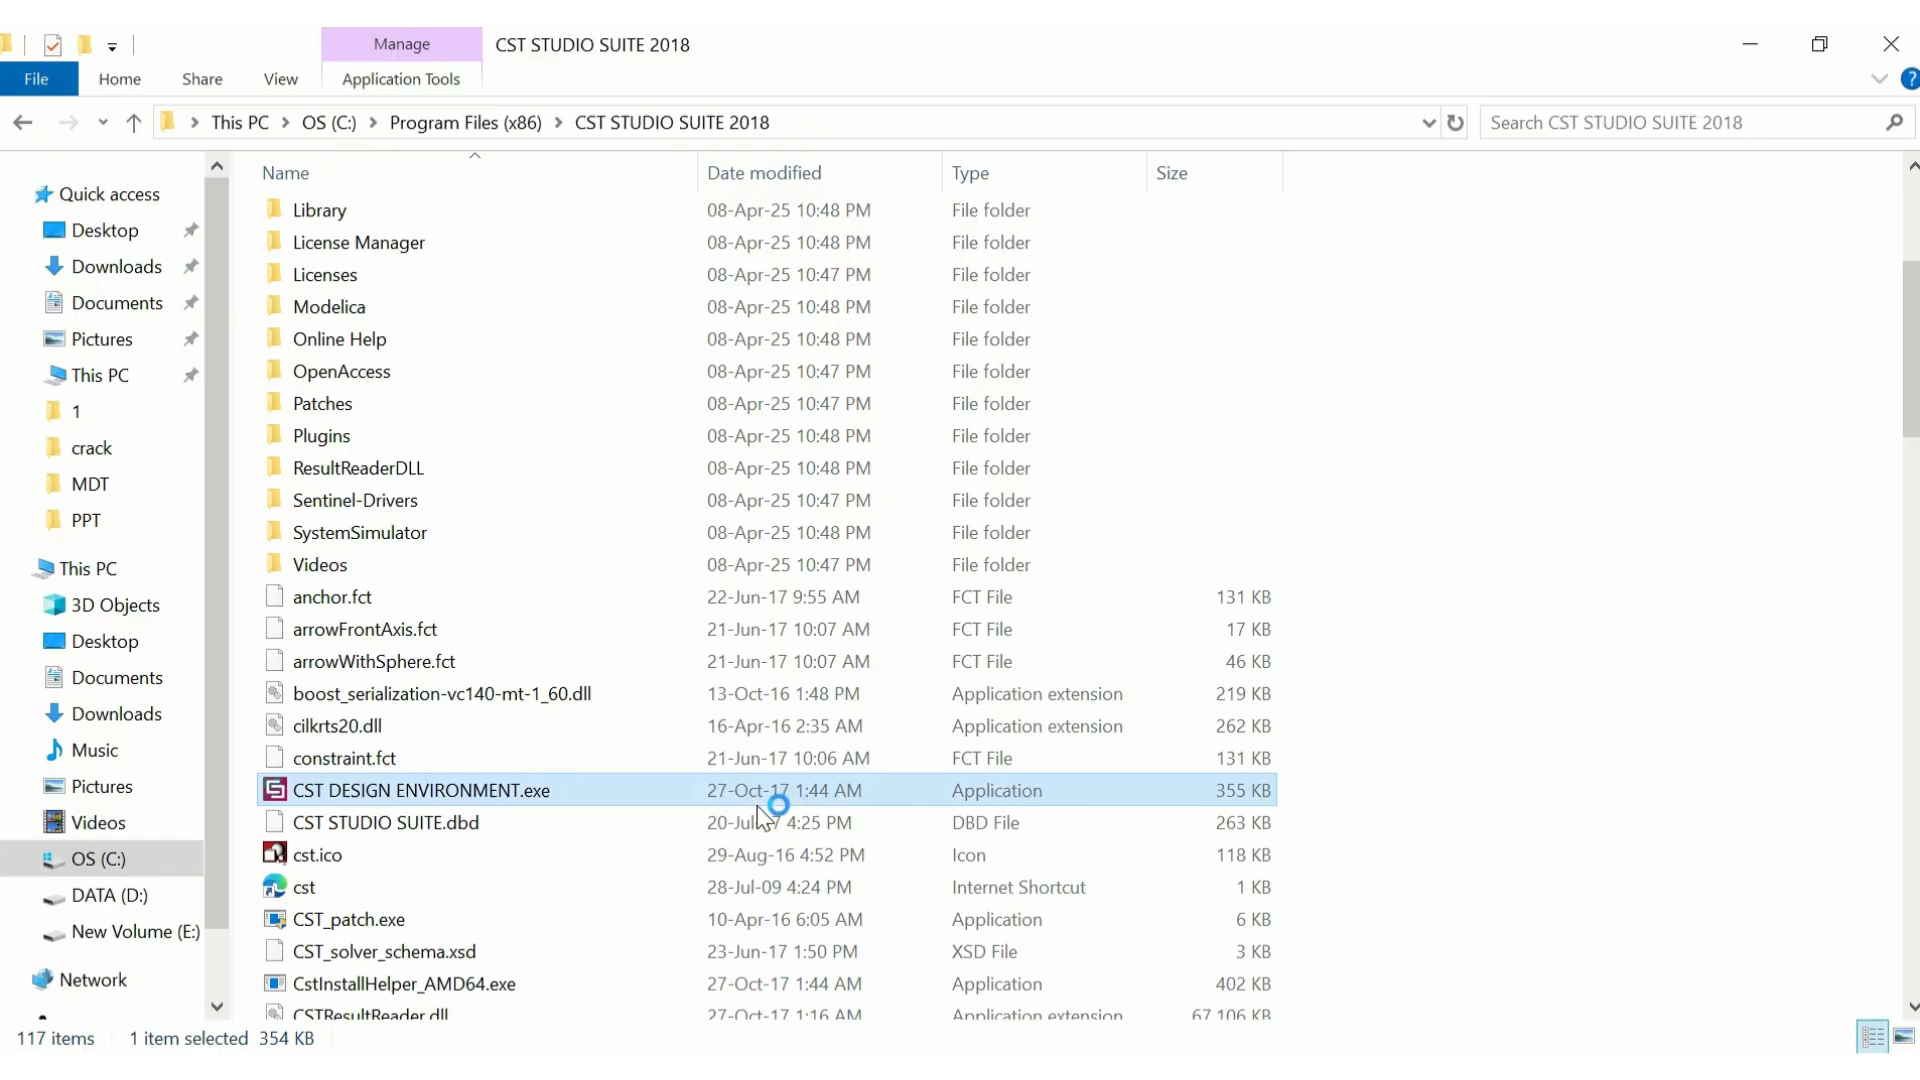 Manage CST STUDIO SUITE 2018
File Home Share View Application Tools
This PC OS (C:) Program Files (x86) CST STUDIO SUITE 2018 Search CST STUDIO SUITE 2018
Name Date modified Type Size
Quick access
Desktop
Downloads
Documents
Pictures
This PC
1
crack
MDT
PPT
This PC
3D Objects
Desktop
Documents
Downloads
Music
Pictures
Videos
OS (C:)
DATA (D:)
New Volume (E:)
Network
Library 08-Apr-25 10:48 PM File folder
License Manager 08-Apr-25 10:48 PM File folder
Licenses 08-Apr-25 10:47 PM File folder
Modelica 08-Apr-25 10:48 PM File folder
Online Help 08-Apr-25 10:48 PM File folder
OpenAccess 08-Apr-25 10:47 PM File folder
Patches 08-Apr-25 10:47 PM File folder
Plugins 08-Apr-25 10:48 PM File folder
ResultReaderDLL 08-Apr-25 10:48 PM File folder
Sentinel-Drivers 08-Apr-25 10:47 PM File folder
SystemSimulator 08-Apr-25 10:48 PM File folder
Videos 08-Apr-25 10:47 PM File folder
anchor.fct 22-Jun-17 9:55 AM FCT File 131 KB
arrowFrontAxis.fct 21-Jun-17 10:07 AM FCT File 17 KB
arrowWithSphere.fct 21-Jun-17 10:07 AM FCT File 46 KB
boost_serialization-vc140-mt-1_60.dll 13-Oct-16 1:48 PM Application extension 219 KB
cilkrts20.dll 16-Apr-16 2:35 AM Application extension 262 KB
constraint.fct 21-Jun-17 10:06 AM FCT File 131 KB
CST DESIGN ENVIRONMENT.exe 27-Oct-17 1:44 AM Application 355 KB
CST STUDIO SUITE.dbd 4:25 PM DBD File 263 KB
cst.ico 29-Aug-16 4:52 PM Icon 118 KB
cst 28-Jul-09 4:24 PM Internet Shortcut 1 KB
CST_patch.exe 10-Apr-16 6:05 AM Application 6 KB
CST_solver_schema.xsd 23-Jun-17 1:50 PM XSD File 3 KB
CstInstallHelper_AMD64.exe 27-Oct-17 1:44 AM Application 402 KB
CSTResultReader.dll 27-Oct-17 1:16 AM Application extension 67,106 KB
117 items 1 item selected 354 KB